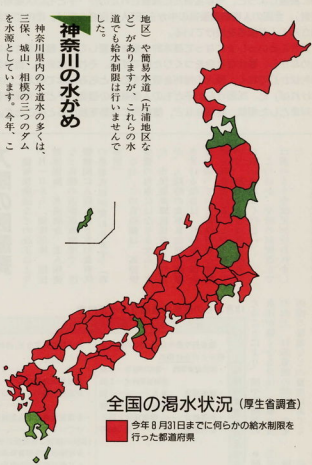 地区）や簡易水道（片浦地区な
ど）がありますが、これらの水
道でも給水制限は行いませんで
した。
神奈川の水がめ
神奈川県内の水道水の多くは、
三保、城山、相模の三つのダム
を水源としています。今年、こ
全国の渇水状況（厚生省調査）
今年8月31日までに何らかの給水制限を
行った都道府県